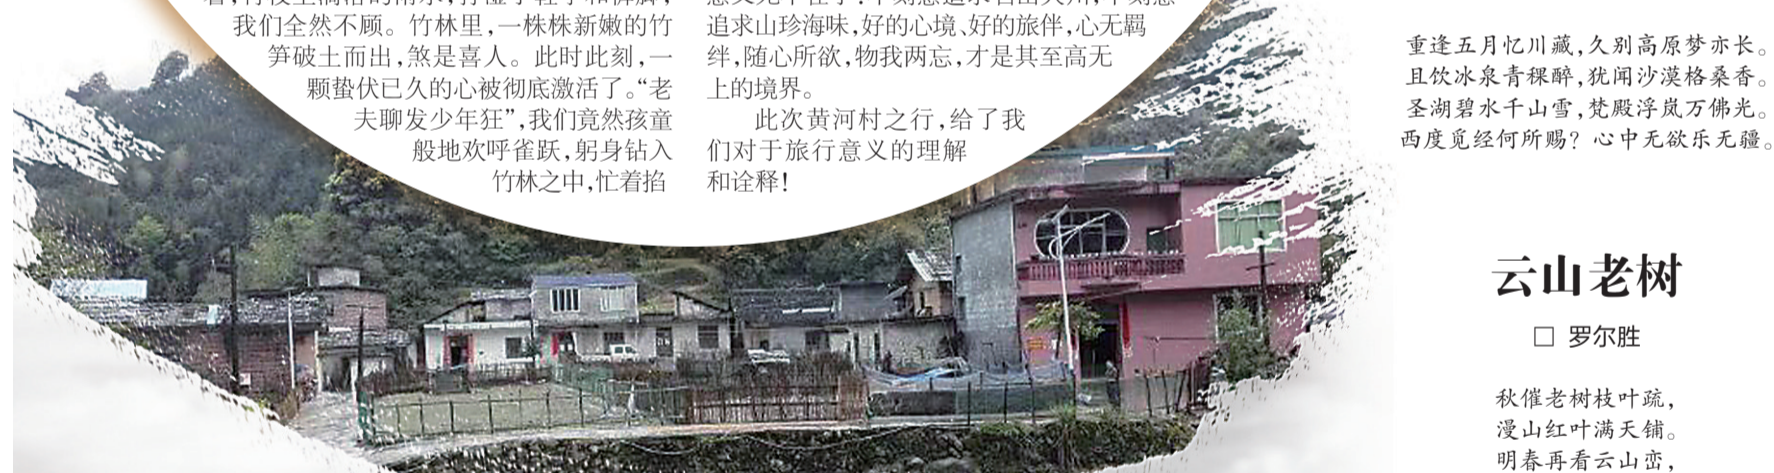 我们全然不顾。竹林里，一株株新嫩的竹
笋破土而出，煞是喜人。此时此刻，一
颗蛰伏已久的心被彻底激活了。“老
夫聊发少年狂”，我们竟然孩童
般地欢呼雀跃，躬身钻入
竹林之中，忙着掐
追求山珍海味，好的心境、好的旅伴，心无羁
绊，随心所欲，物我两忘，才是其至高无
上的境界。
此次黄河村之行，给了我
们对于旅行意义的理解
和诠释！
重逢五月忆川藏，久别高原梦亦长。
且饮冰泉青稞醉，犹闻沙漠格桑香。
圣湖碧水千山雪，梵殿浮岚万佛光。
西度觅经何所赐？心中无欲乐无疆。
云山老树
□ 罗尔胜
秋催老树枝叶疏，
漫山红叶满天铺。
明春再看云山峦，